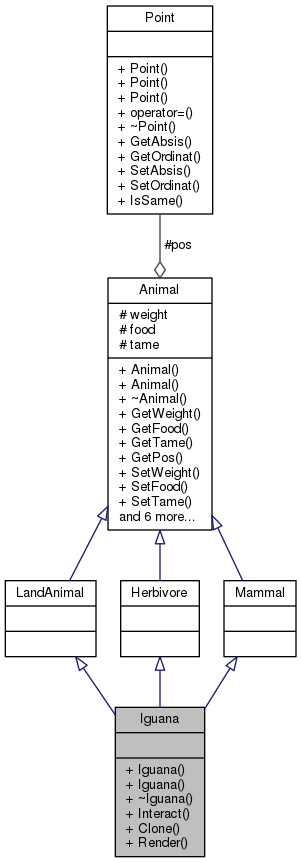 Point
+ Point()
+ Point()
+ Point()
+ operator=()
+ ~Point()
+ GetAbsis()
+ GetOrdinat()
+ SetAbsis()
+ SetOrdinat()
+ IsSame()
#pos
Animal
# weight
# food
# tame
+ Animal()
+ Animal()
+ ~Animal()
+ GetWeight()
+ GetFood()
+ GetTame()
+ GetPos()
+ SetWeight()
+ SetFood()
+ SetTame()
and 6 more...
LandAnimal
Herbivore
Mammal
Iguana
+ Iguana()
+ Iguana()
+ ~Iguana()
+ Interact()
+ Clone()
+ Render()